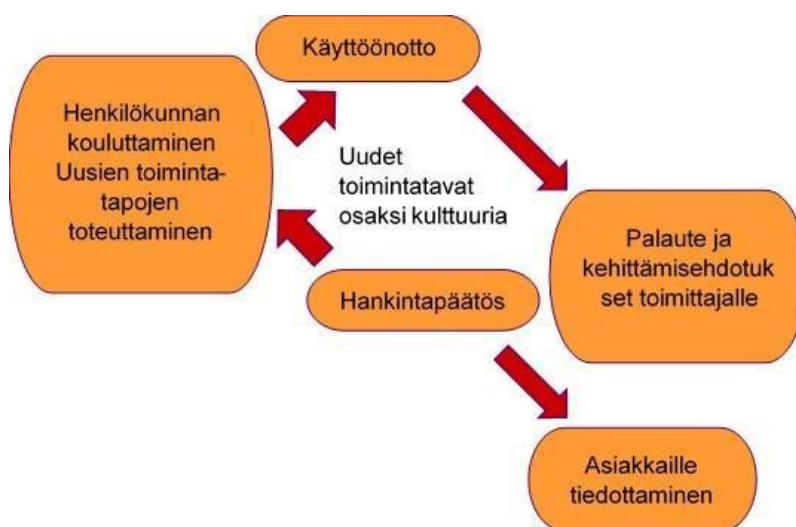 Käyttöönotto
Henkilökunnan
kouluttaminen
Uusien toiminta-
tapojen
toteuttaminen
Uudet
toimintatavat
osaksi kulttuuria
Palaute ja
kehittämisehdotuk
set toimittajalle
Hankintapäätös
Asiakkaille
tiedottaminen